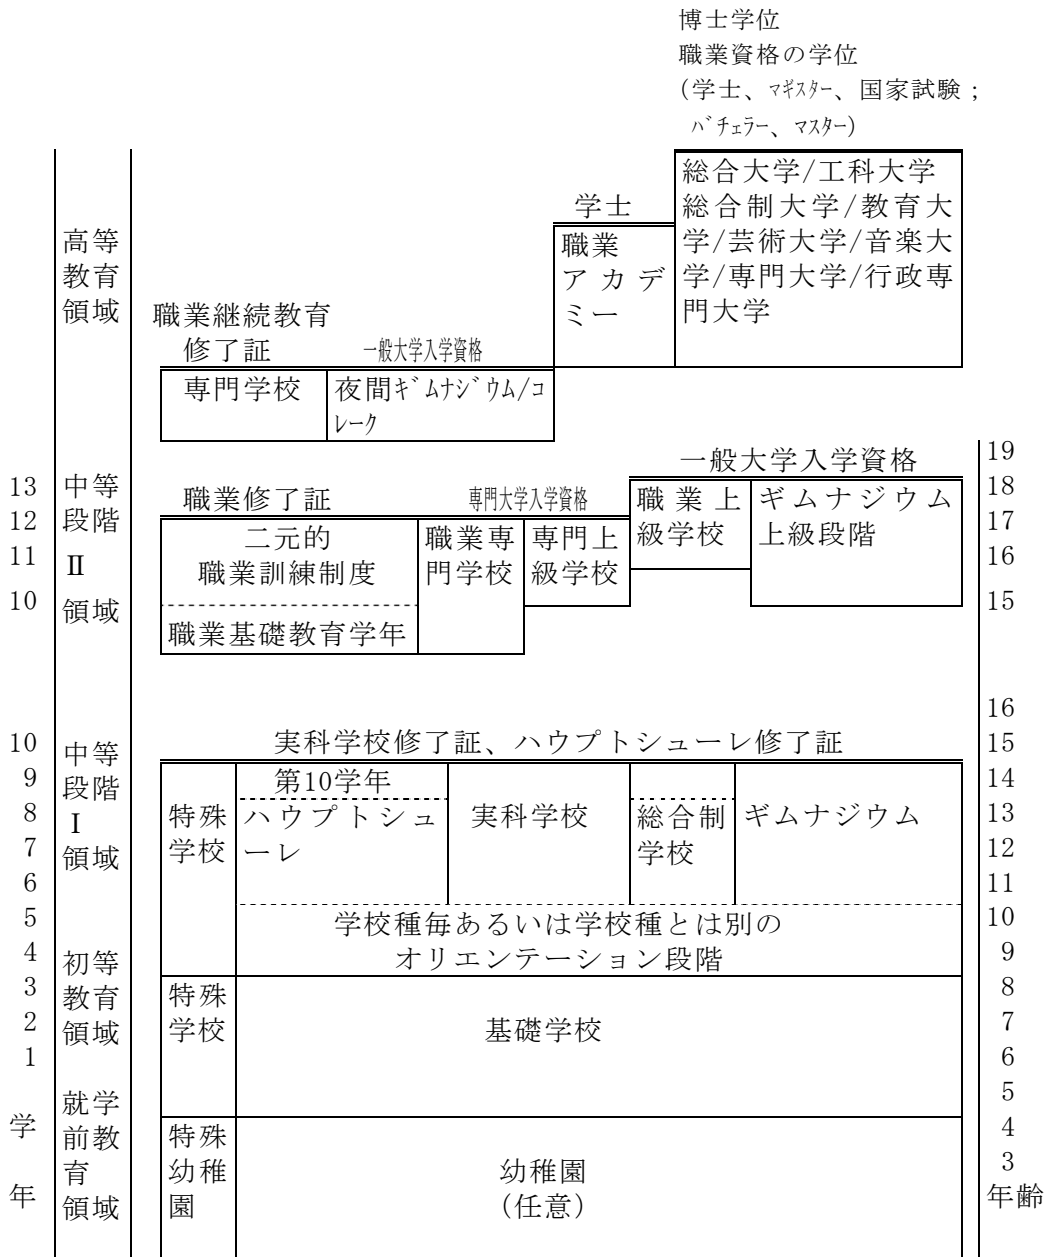 博士学位
職業資格の学位
（学士、マギスター、国家試験；
バチェラー、マスター）
総合大学/工科大学
総合制大学/教育大
学/芸術大学/音楽大
学/専門大学/行政専
門大学
学士
職業
アカデ
ミー
高等
教育
領域
職業継続教育
修了証
一般大学入学資格
専門学校
夜間ギムナジウム/コ
レーク
一般大学入学資格
19
18
17
16
15
13
12
11
10
中等
段階
Ⅱ
領域
職業修了証
専門大学入学資格
職業上
級学校
ギムナジウム
上級段階
二元的
職業訓練制度
職業専
門学校
専門上
級学校
職業基礎教育学年
16
15
14
13
12
11
10
9
8
7
6
5
4
3
年齢
10
9
8
7
6
5
4
3
2
1
学
年
中等
段階
Ⅰ
領域
実科学校修了証、ハウプトシューレ修了証
特殊
学校
第10学年
ハウプトシュ
ーレ
実科学校
総合制
学校
ギムナジウム
学校種毎あるいは学校種とは別の
オリエンテーション段階
初等
教育
領域
特殊
学校
基礎学校
就学
前教
育
領域
特殊
幼稚
園
幼稚園
（任意）